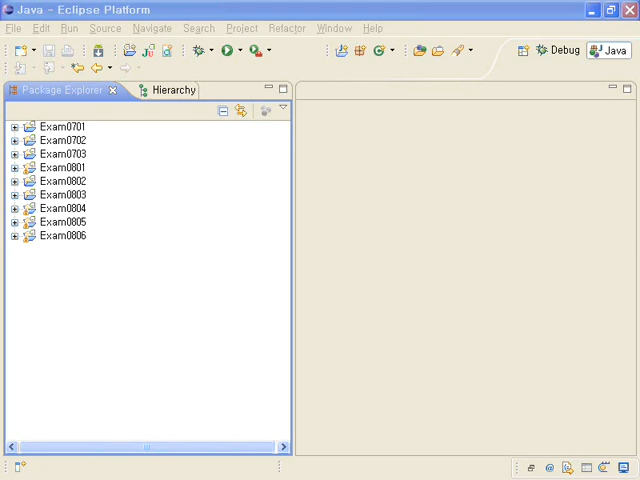 Java - Eclipse Platform
File Edit Run Source Navigate Search Project Refactor Window Help
Debug Java
Package Explorer Hierarchy
Exam0701
Exam0702
Exam0703
Exam0801
Exam0802
Exam0803
Exam0804
Exam0805
Exam0806